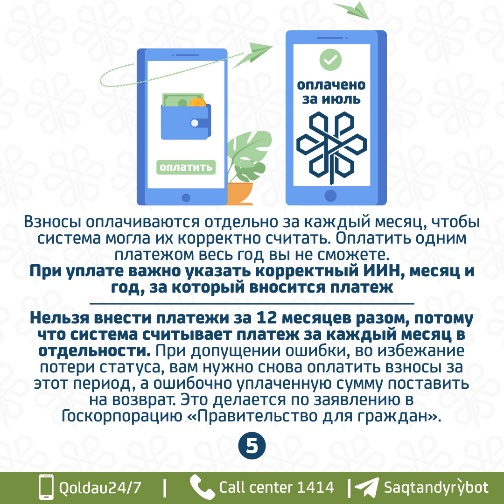 оплачено
за июль
оплатить
Взносы оплачиваются отдельно за каждый месяц, чтобы
система могла их корректно считать. Оплатить одним
платежом весь год вы не сможете.
При уплате важно указать корректный ИИН, месяц и
год, за который вносится платеж
Нельзя внести платежи за 12 месяцев разом, потому
что система считывает платеж за каждый месяц в
отдельности. При допущении ошибки, во избежание
потери статуса, вам нужно снова оплатить взносы за
этот период, а ошибочно уплаченную сумму поставить
на возврат. Это делается по заявлению в
Госкорпорацию «Правительство для граждан».
5
Qoldau24/7 | Call center 1414 | Saqtandyrỳbot